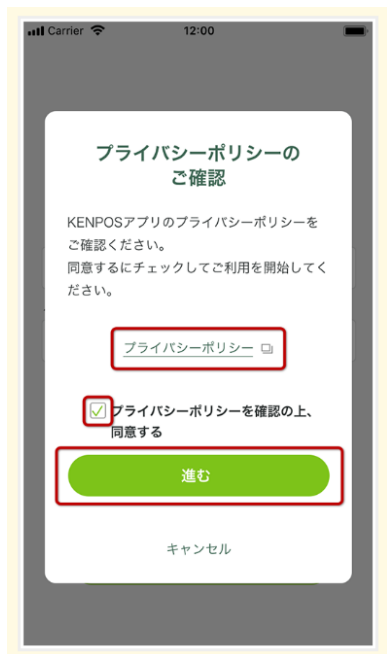 Carrier 12:00
プライバシーポリシーの
ご確認
KENPOSアプリのプライバシーポリシーを
ご確認ください。
同意するにチェックしてご利用を開始してく
ださい。
プライバシーポリシー
プライバシーポリシーを確認の上、
同意する
進む
キャンセル